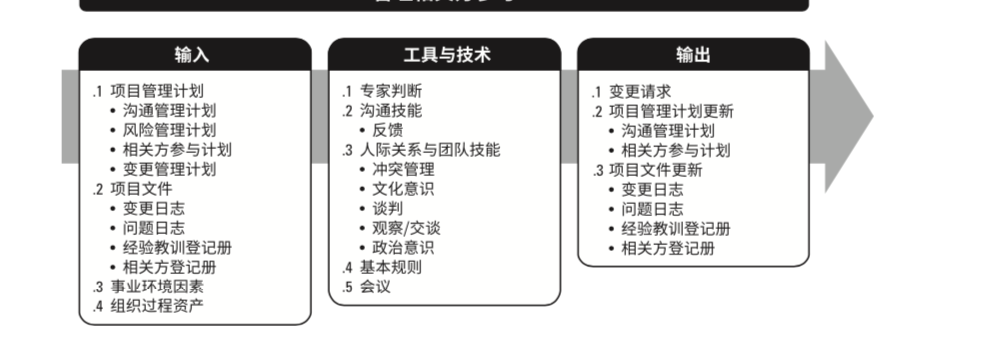 输入
.1 项目管理计划
• 沟通管理计划
• 风险管理计划
• 相关方参与计划
• 变更管理计划
.2 项目文件
• 变更日志
• 问题日志
• 经验教训登记册
• 相关方登记册
.3 事业环境因素
.4 组织过程资产
工具与技术
.1 专家判断
.2 沟通技能
• 反馈
.3 人际关系与团队技能
• 冲突管理
• 文化意识
• 谈判
• 观察/交谈
• 政治意识
.4 基本规则
.5 会议
输出
.1 变更请求
.2 项目管理计划更新
• 沟通管理计划
• 相关方参与计划
.3 项目文件更新
• 变更日志
• 问题日志
• 经验教训登记册
• 相关方登记册